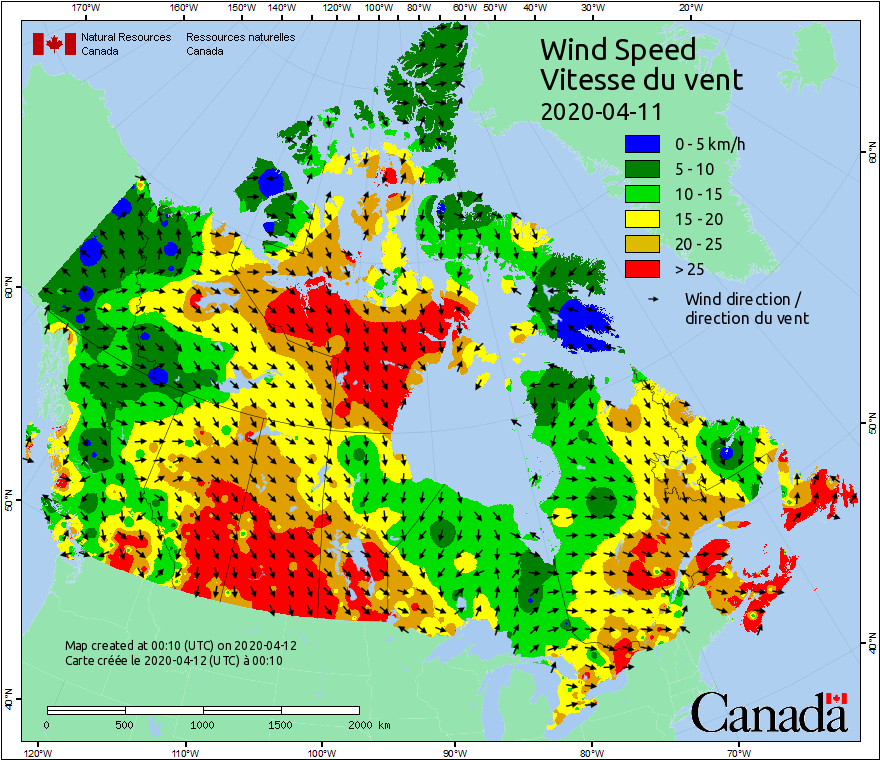 170°W 160°W 150°W 140°W 130°W 120°W 110°W 100°W 90°W 80°W 70°W 60°W 50°W 40°W 30°W 20°W
Natural Resources Canada
Ressources naturelles Canada
Wind Speed
Vitesse du vent
2020-04-11
0 - 5 km/h
5 - 10
10 - 15
15 - 20
20 - 25
> 25
Wind direction /
direction du vent
60°N
60°N
50°N
50°N
40°N
40°N
Map created at 00:10 (UTC) on 2020-04-12
Carte créée le 2020-04-12 (UTC) à 00:10
0 500 1000 1500 2000 km
Canada
120°W 110°W 100°W 90°W 80°W 70°W